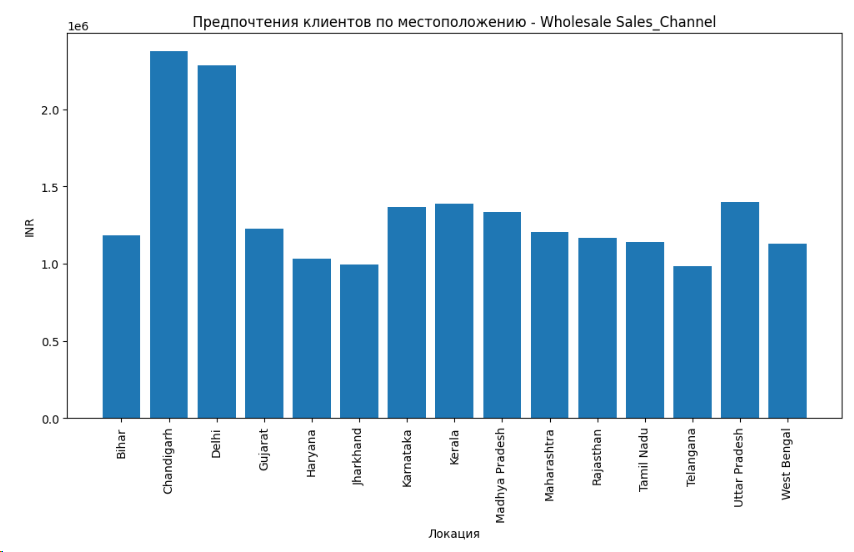 Предпочтения клиентов по местоположению - Wholesale Sales_Channel
1e6
2.0
1.5
1.0
0.5
0.0
INR
Bihar
Chandigarh
Delhi
Gujarat
Haryana
Jharkhand
Karnataka
Kerala
Madhya Pradesh
Maharashtra
Rajasthan
Tamil Nadu
Telangana
Uttar Pradesh
West Bengal
Локация